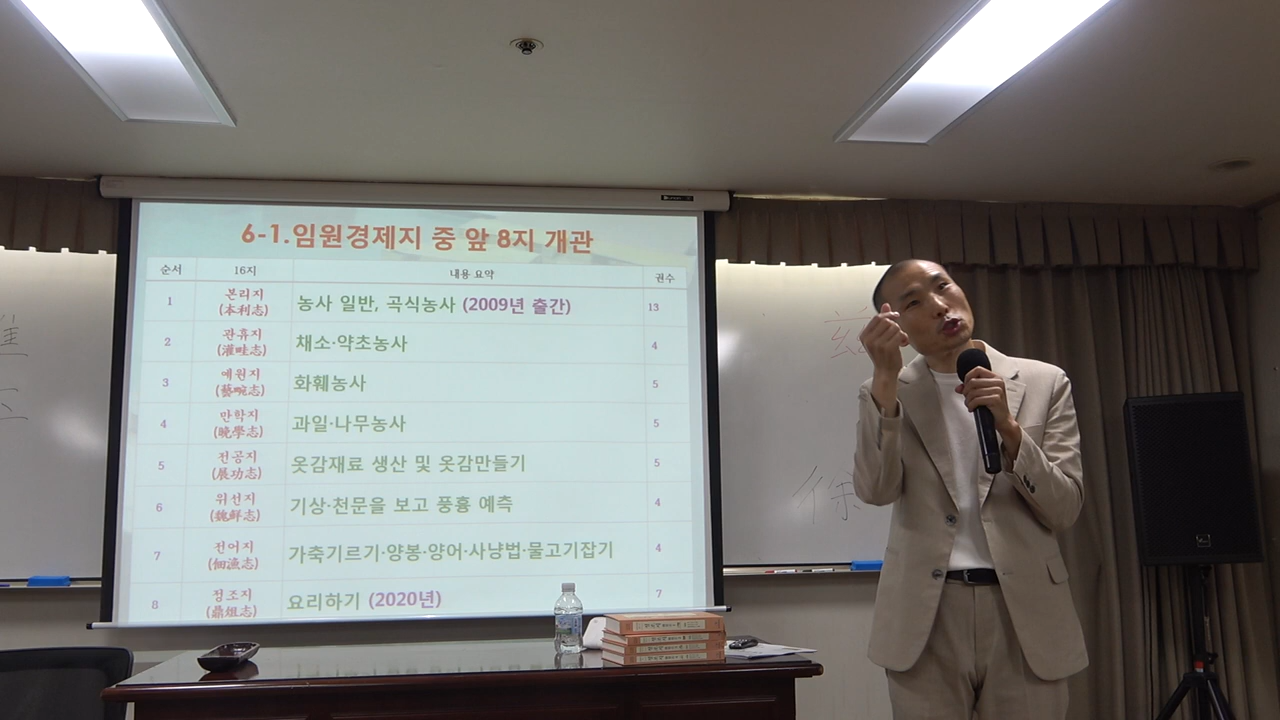 6-1.임원경제지 중 앞 8지 개관
순서 16지 내용 요약 권수
1 본리지 (本利志) 농사 일반, 곡식농사 (2009년 출간) 13
2 관휴지 (灌畦志) 채소·약초농사 4
3 예원지 (藝畹志) 화훼농사 5
4 만학지 (晩學志) 과일·나무농사 5
5 전공지 (展功志) 옷감재료 생산 및 옷감만들기 5
6 위선지 (魏鮮志) 기상·천문을 보고 풍흉 예측 4
7 전어지 (佃漁志) 가축기르기·양봉·양어·사냥법·물고기잡기 4
8 정조지 (鼎俎志) 요리하기 (2020년) 7